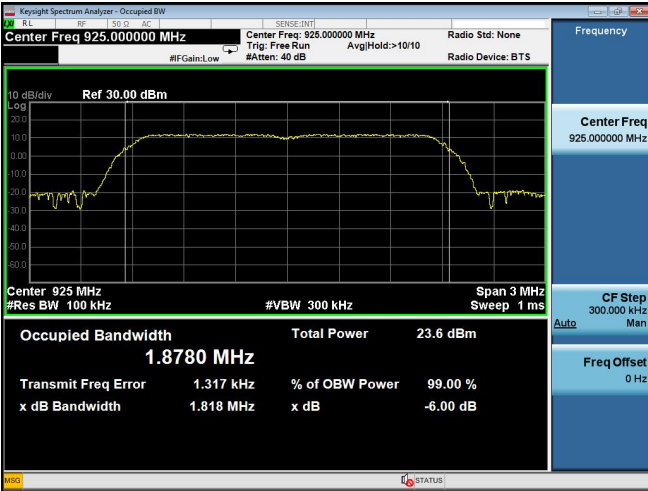 Keysight Spectrum Analyzer - Occupied BW
LXI RL RF 50 Ω AC SENSE:INT
Center Freq 925.000000 MHz
Center Freq: 925.000000 MHz Radio Std: None
Trig: Free Run Avg|Hold:>10/10
#IFGain:Low #Atten: 40 dB Radio Device: BTS
10 dB/div Ref 30.00 dBm
Log
20.0
10.0
0.00
-10.0
-20.0
-30.0
-40.0
-50.0
-60.0
Center 925 MHz Span 3 MHz
#Res BW 100 kHz #VBW 300 kHz Sweep 1 ms
Occupied Bandwidth Total Power 23.6 dBm
1.8780 MHz
Transmit Freq Error 1.317 kHz % of OBW Power 99.00 %
x dB Bandwidth 1.818 MHz x dB -6.00 dB
MSG STATUS
Frequency
Center Freq
925.000000 MHz
CF Step
300.000 kHz
Auto Man
Freq Offset
0 Hz